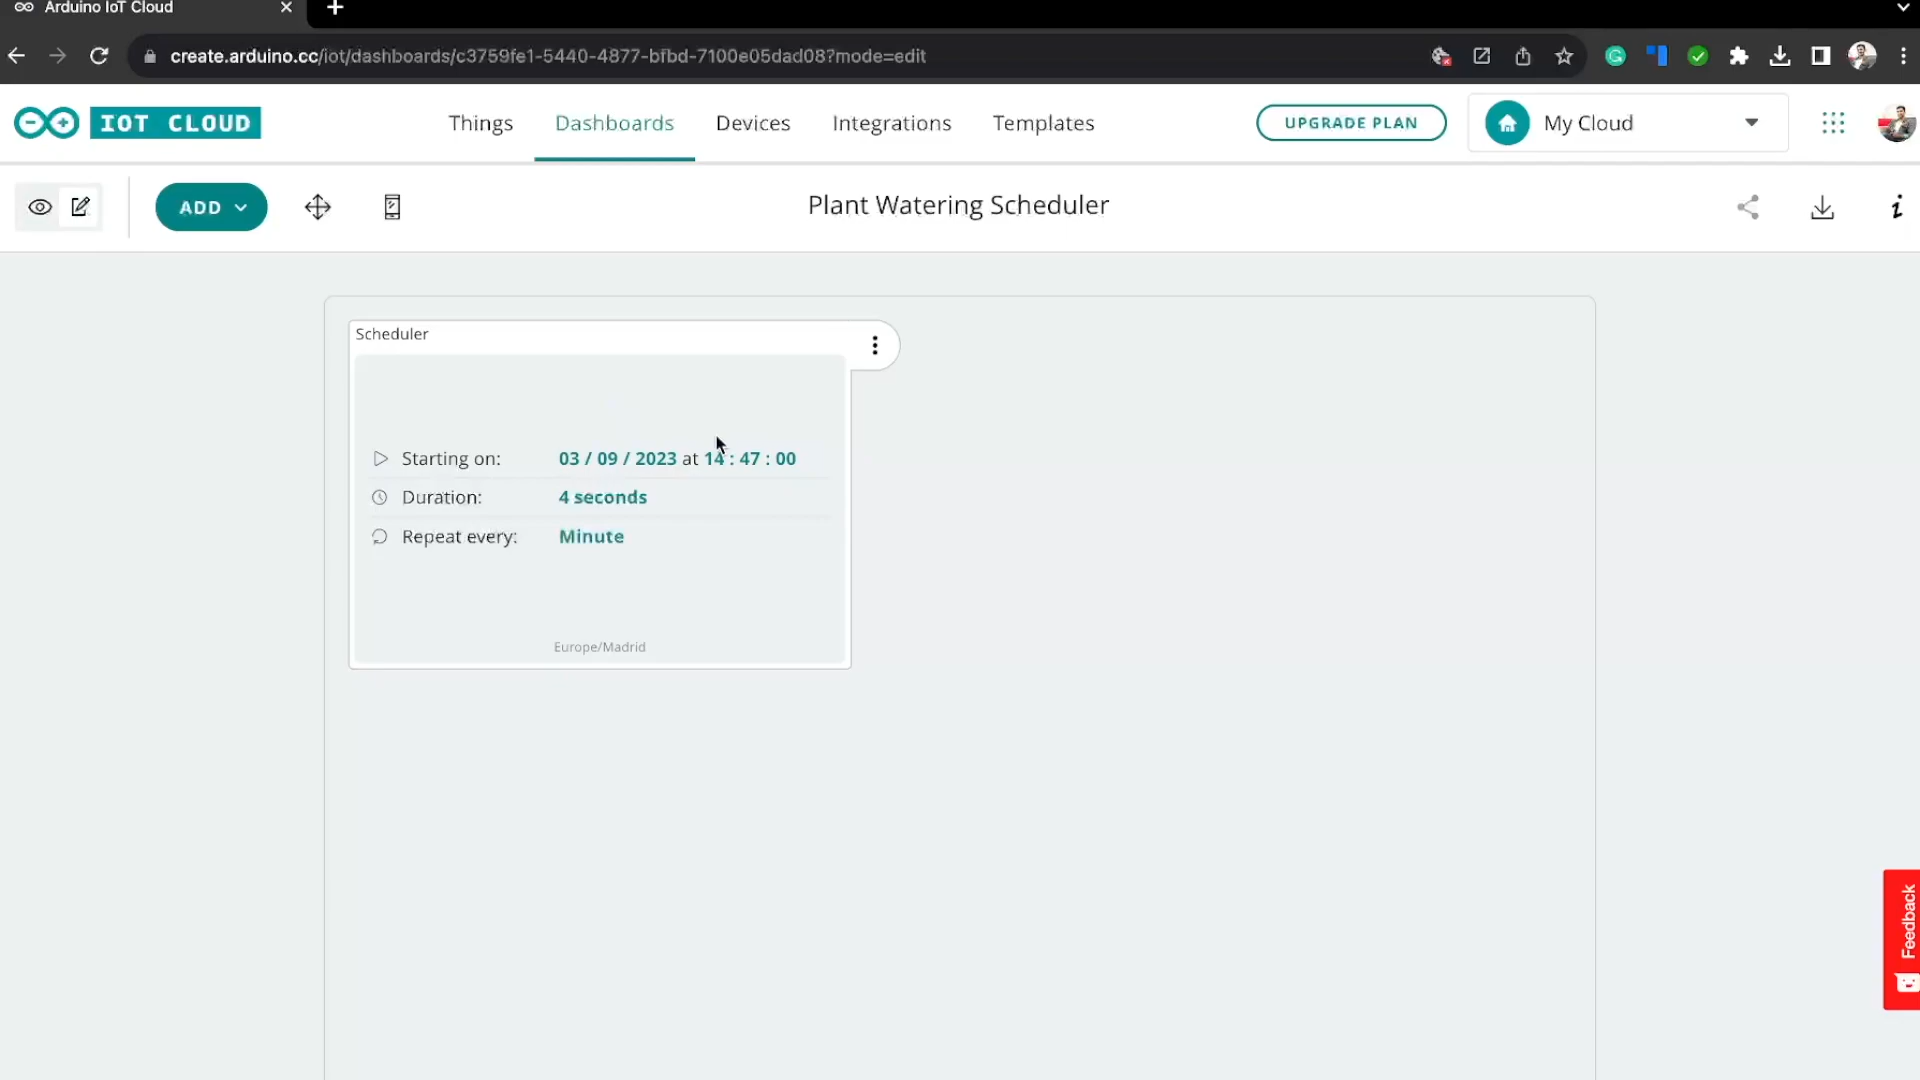 Arduino IoT Cloud
create.arduino.cc/iot/dashboards/c3759fe1-5440-4877-bfbd-7100e05dad08?mode=edit
IOT CLOUD
Things
Dashboards
Devices
Integrations
Templates
UPGRADE PLAN
My Cloud
ADD
Plant Watering Scheduler
Scheduler
Starting on: 03 / 09 / 2023 at 14 : 47 : 00
Duration: 4 seconds
Repeat every: Minute
Europe/Madrid
Feedback